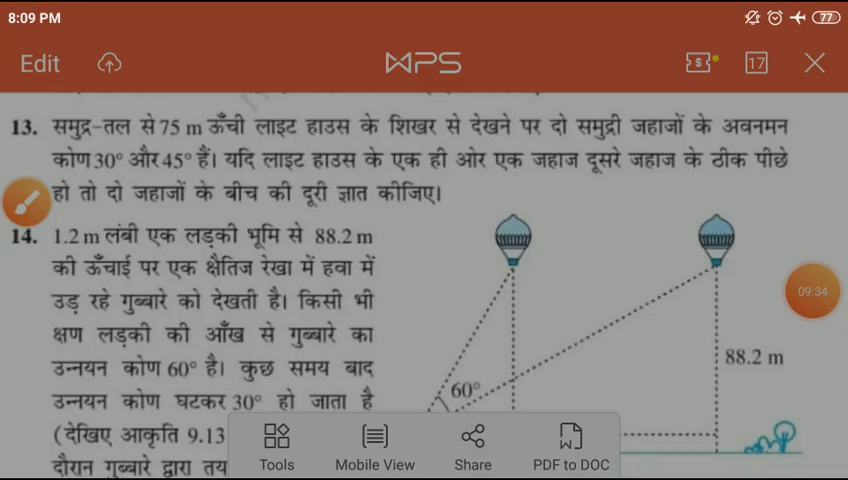 8:09 PM
77
Edit
WPS
$
17
13. समुद्र-तल से 75 m ऊँची लाइट हाउस के शिखर से देखने पर दो समुद्री जहाजों के अवनमन
कोण 30° और 45° हैं। यदि लाइट हाउस के एक ही ओर एक जहाज दूसरे जहाज के ठीक पीछे
हो तो दो जहाजों के बीच की दूरी ज्ञात कीजिए।
14. 1.2 m लंबी एक लड़की भूमि से 88.2 m
की ऊँचाई पर एक क्षैतिज रेखा में हवा में
उड़ रहे गुब्बारे को देखती है। किसी भी
क्षण लड़की की आँख से गुब्बारे का
उन्नयन कोण 60° है। कुछ समय बाद
उन्नयन कोण घटकर 30° हो जाता है
(देखिए आकृति 9.13
दौरान गुब्बारे द्वारा तय
09:34
88.2 m
60°
Tools
Mobile View
Share
PDF to DOC